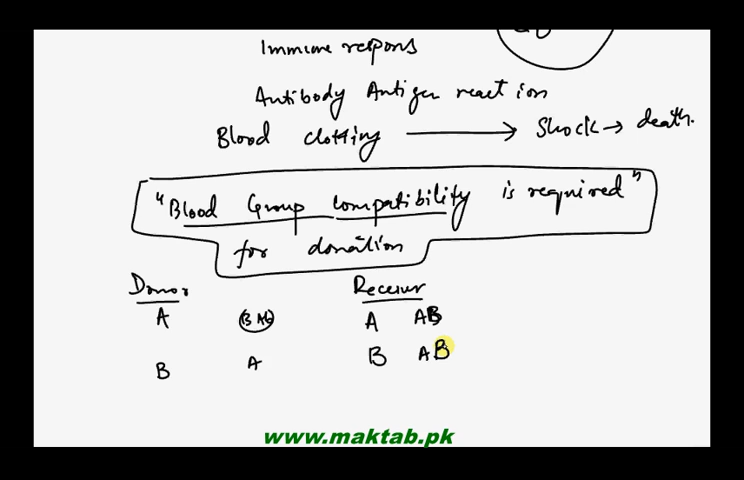 Immune respons
Antibody Antigen reaction
Blood clotting → Shock → death.
"Blood Group compatibility is required"
for donation
Donor Receiver
A B Ab A AB
B A B AB
www.maktab.pk